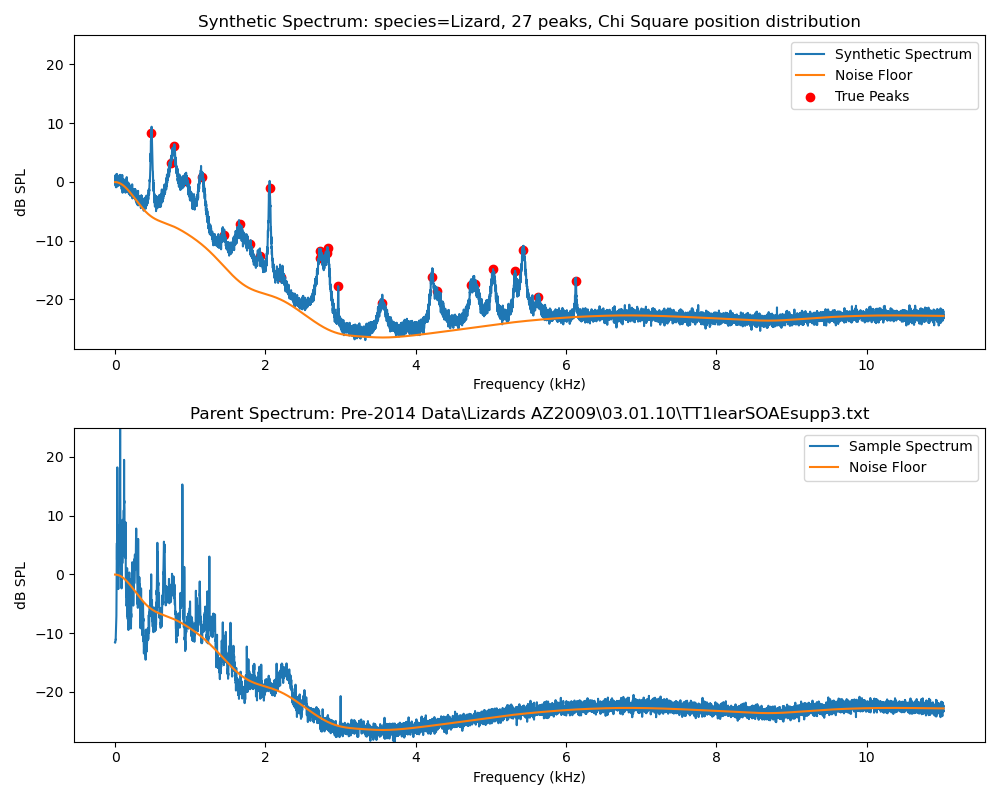 Synthetic Spectrum: species=Lizard, 27 peaks, Chi Square position distribution
20
10
0
−10
−20
dB SPL
Synthetic Spectrum
Noise Floor
True Peaks
0 2 4 6 8 10
Frequency (kHz)
Parent Spectrum: Pre-2014 Data\Lizards AZ2009\03.01.10\TT1learSOAEsupp3.txt
20
10
0
−10
−20
dB SPL
Sample Spectrum
Noise Floor
0 2 4 6 8 10
Frequency (kHz)